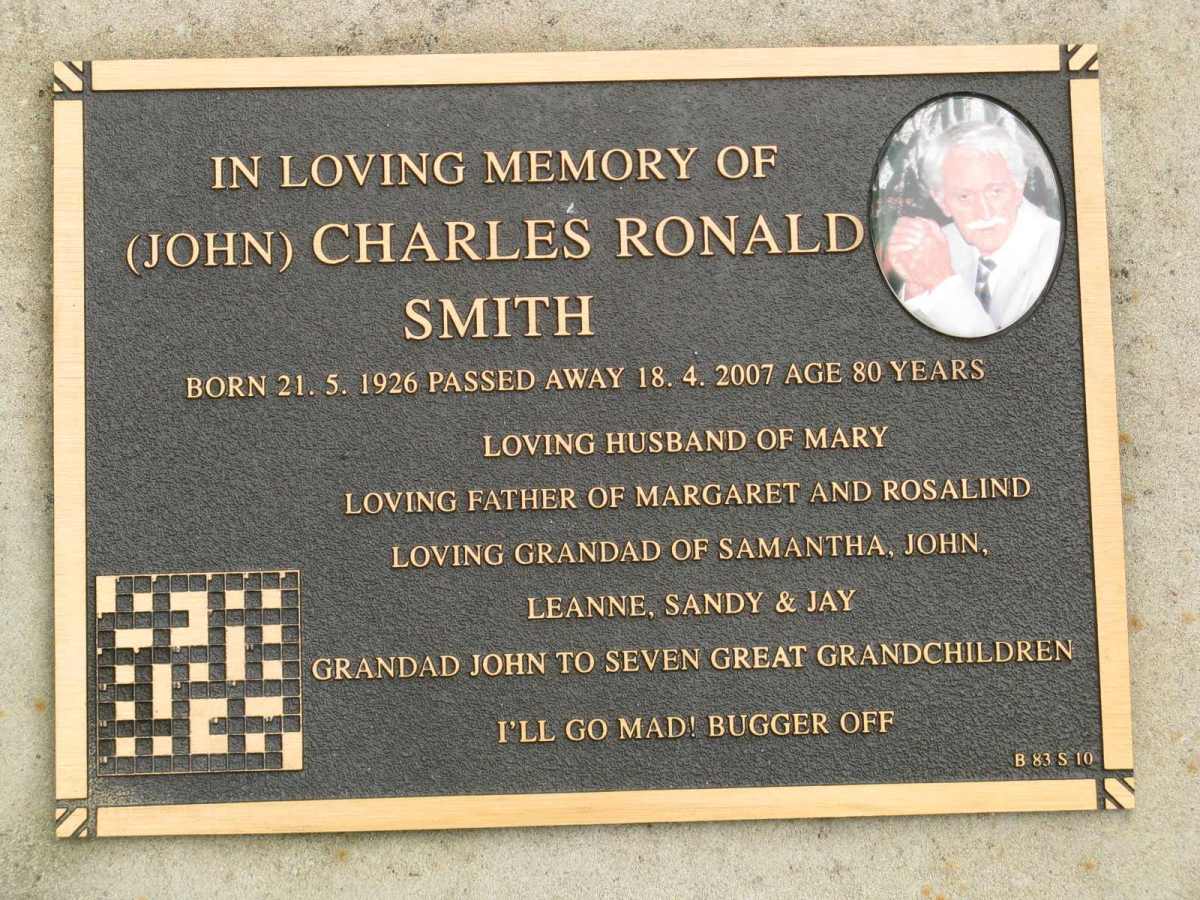 IN LOVING MEMORY OF
(JOHN) CHARLES RONALD
SMITH
BORN 21. 5. 1926 PASSED AWAY 18. 4. 2007 AGE 80 YEARS
LOVING HUSBAND OF MARY
LOVING FATHER OF MARGARET AND ROSALIND
LOVING GRANDAD OF SAMANTHA, JOHN,
LEANNE, SANDY & JAY
GRANDAD JOHN TO SEVEN GREAT GRANDCHILDREN
I'LL GO MAD! BUGGER OFF
B 83 S 10